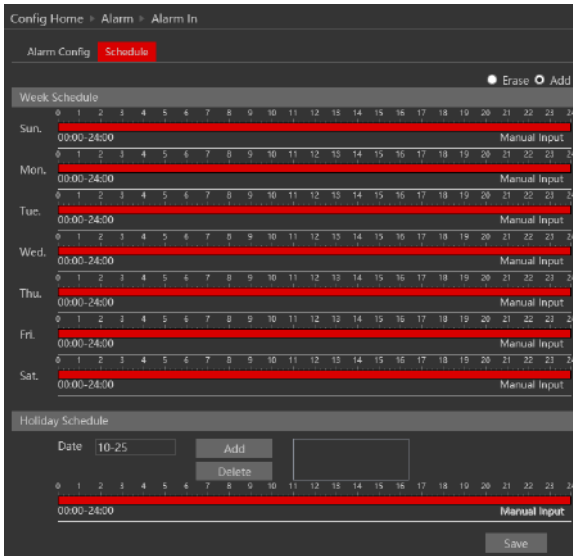 Config Home Alarm Alarm In
Alarm Config Schedule
Erase Add
Week Schedule
0 1 2 3 4 5 6 7 8 9 10 11 12 13 14 15 16 17 18 19 20 21 22 23 24
Sun.
00:00-24:00 Manual Input
0 1 2 3 4 5 6 7 8 9 10 11 12 13 14 15 16 17 18 19 20 21 22 23 24
Mon.
00:00-24:00 Manual Input
0 1 2 3 4 5 6 7 8 9 10 11 12 13 14 15 16 17 18 19 20 21 22 23 24
Tue.
00:00-24:00 Manual Input
0 1 2 3 4 5 6 7 8 9 10 11 12 13 14 15 16 17 18 19 20 21 22 23 24
Wed.
00:00-24:00 Manual Input
0 1 2 3 4 5 6 7 8 9 10 11 12 13 14 15 16 17 18 19 20 21 22 23 24
Thu.
00:00-24:00 Manual Input
0 1 2 3 4 5 6 7 8 9 10 11 12 13 14 15 16 17 18 19 20 21 22 23 24
Fri.
00:00-24:00 Manual Input
0 1 2 3 4 5 6 7 8 9 10 11 12 13 14 15 16 17 18 19 20 21 22 23 24
Sat.
00:00-24:00 Manual Input
Holiday Schedule
Date 10-25 Add
Delete
0 1 2 3 4 5 6 7 8 9 10 11 12 13 14 15 16 17 18 19 20 21 22 23 24
00:00-24:00 Manual Input
Save